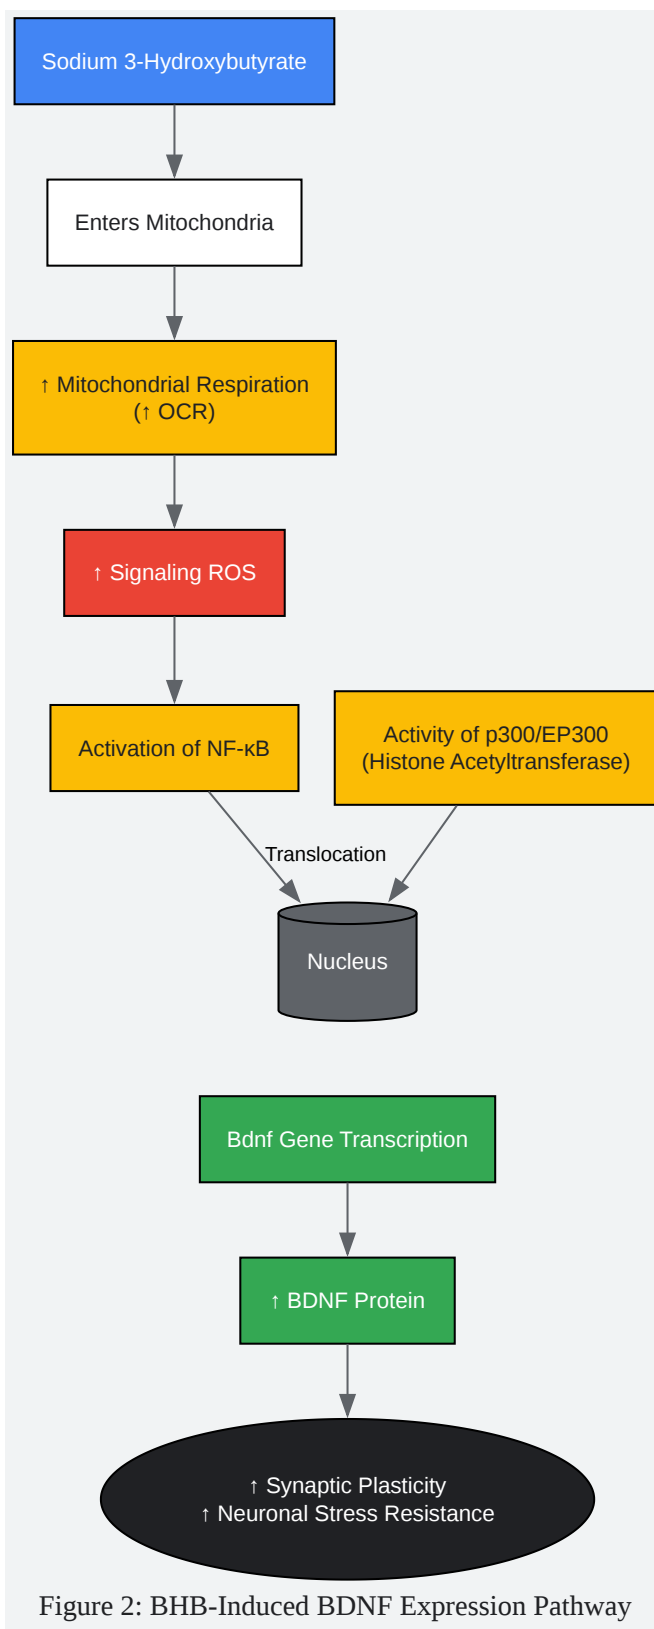 Sodium 3-Hydroxybutyrate
Enters Mitochondria
↑ Mitochondrial Respiration
(↑ OCR)
↑ Signaling ROS
Activation of NF-κB
Activity of p300/EP300
(Histone Acetyltransferase)
Translocation
Nucleus
Bdnf Gene Transcription
↑ BDNF Protein
↑ Synaptic Plasticity
↑ Neuronal Stress Resistance
Figure 2: BHB-Induced BDNF Expression Pathway